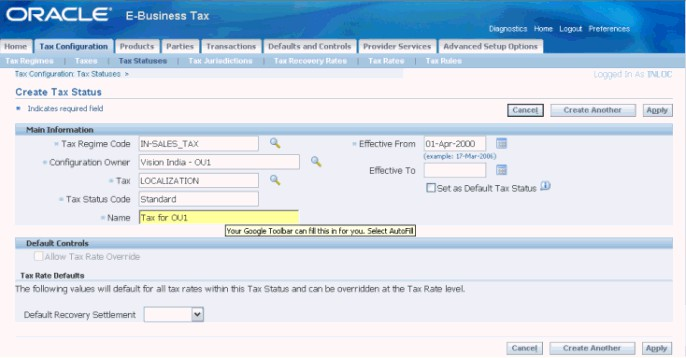 ORACLE® E-Business Tax
Diagnostics Home Logout Preferences
Home Tax Configuration Products Parties Transactions Defaults and Controls Provider Services Advanced Setup Options
Tax Regimes | Taxes | Tax Statuses | Tax Jurisdictions | Tax Recovery Rates | Tax Rates | Tax Rules
Tax Configuration: Tax Statuses >
Logged In As INLOC
Create Tax Status
* Indicates required field
Cancel Create Another Apply
Main Information
* Tax Regime Code IN-SALES_TAX
* Effective From 01-Apr-2000
(example: 17-Mar-2006)
* Configuration Owner Vision India - OU1
Effective To
* Tax LOCALIZATION
Set as Default Tax Status
* Tax Status Code Standard
* Name Tax for OU1
Your Google Toolbar can fill this in for you. Select AutoFill
Default Controls
Allow Tax Rate Override
Tax Rate Defaults
The following values will default for all tax rates within this Tax Status and can be overridden at the Tax Rate level.
Default Recovery Settlement
Cancel Create Another Apply